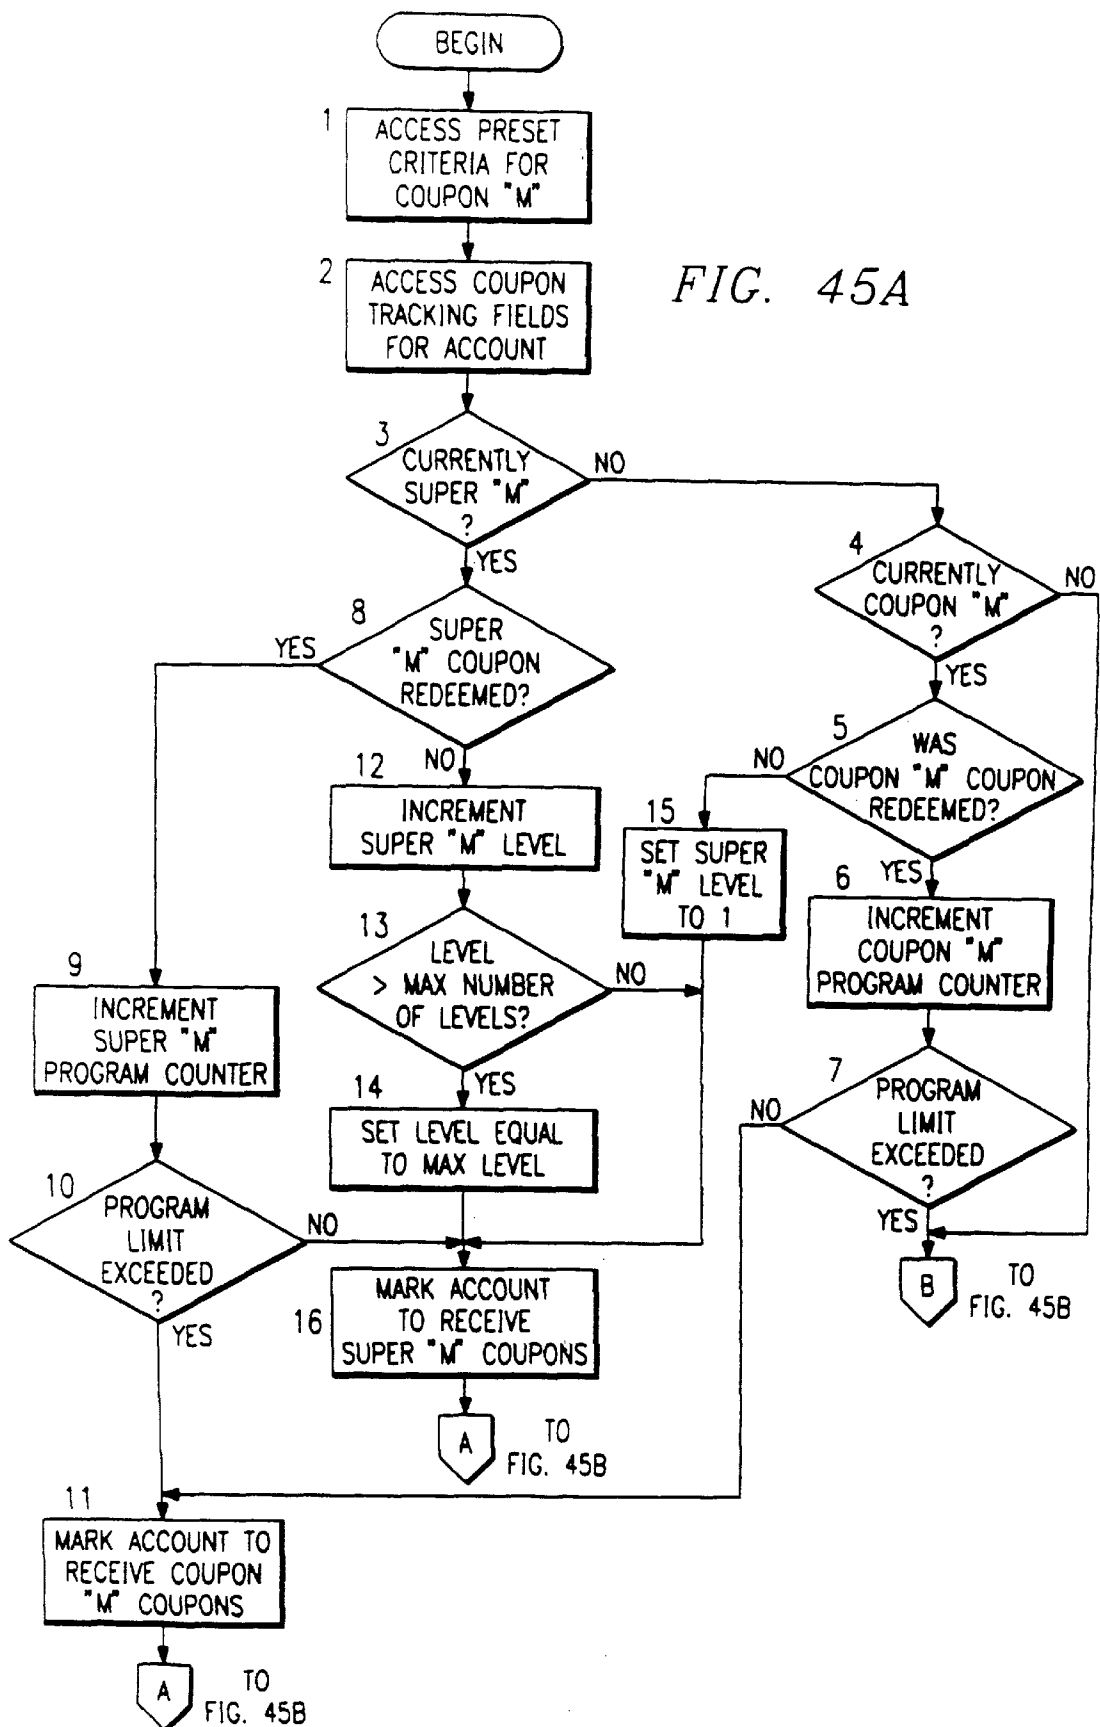 BEGIN
1
ACCESS PRESET
CRITERIA FOR
COUPON "M"
2
ACCESS COUPON
TRACKING FIELDS
FOR ACCOUNT
FIG. 45A
3
CURRENTLY
SUPER "M"
?
NO
YES
4
CURRENTLY
COUPON "M"
?
NO
YES
8
SUPER
"M" COUPON
REDEEMED?
YES
NO
5
WAS
COUPON "M" COUPON
REDEEMED?
NO
YES
12
INCREMENT
SUPER "M" LEVEL
15
SET SUPER
"M" LEVEL
TO 1
6
INCREMENT
COUPON "M"
PROGRAM COUNTER
13
LEVEL
> MAX NUMBER
OF LEVELS?
NO
YES
9
INCREMENT
SUPER "M"
PROGRAM COUNTER
7
PROGRAM
LIMIT
EXCEEDED
?
NO
YES
14
SET LEVEL EQUAL
TO MAX LEVEL
10
PROGRAM
LIMIT
EXCEEDED
?
NO
YES
B
TO
FIG. 45B
16
MARK ACCOUNT
TO RECEIVE
SUPER "M" COUPONS
A
TO
FIG. 45B
11
MARK ACCOUNT TO
RECEIVE COUPON
"M" COUPONS
A
TO
FIG. 45B